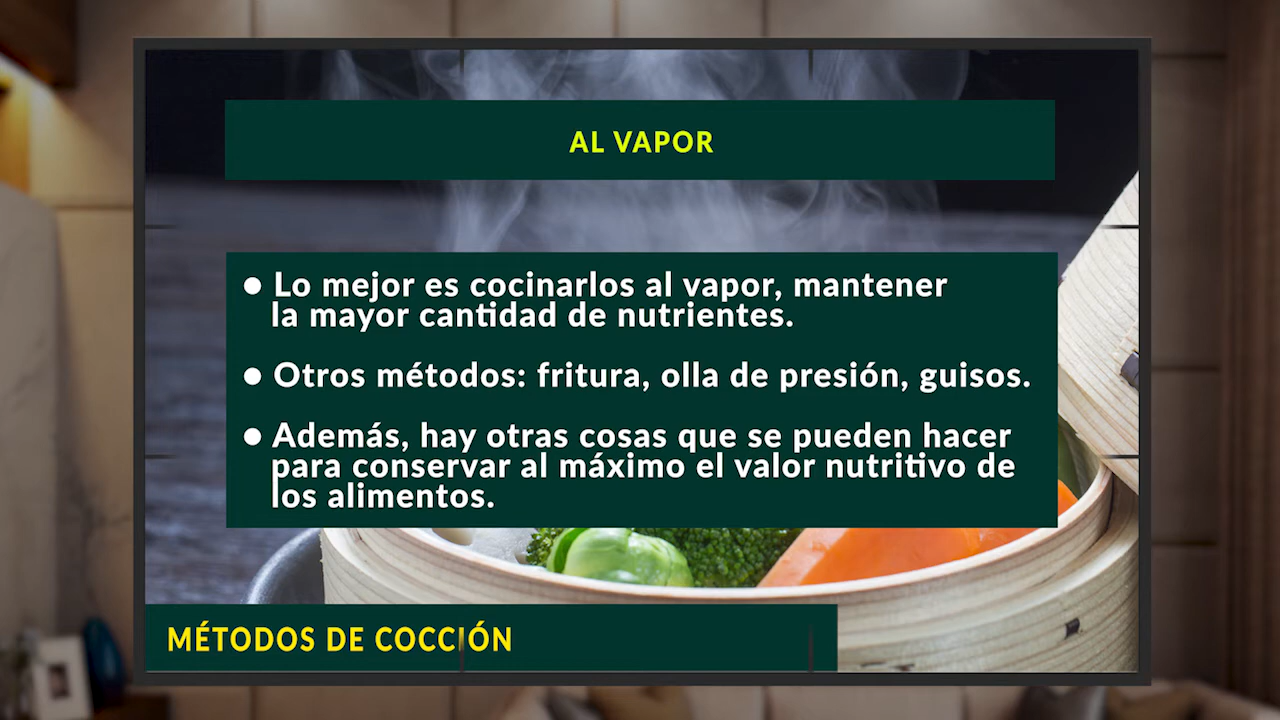 AL VAPOR
● Lo mejor es cocinarlos al vapor, mantener
la mayor cantidad de nutrientes.
● Otros métodos: fritura, olla de presión, guisos.
● Además, hay otras cosas que se pueden hacer
para conservar al máximo el valor nutritivo de
los alimentos.
MÉTODOS DE COCCIÓN